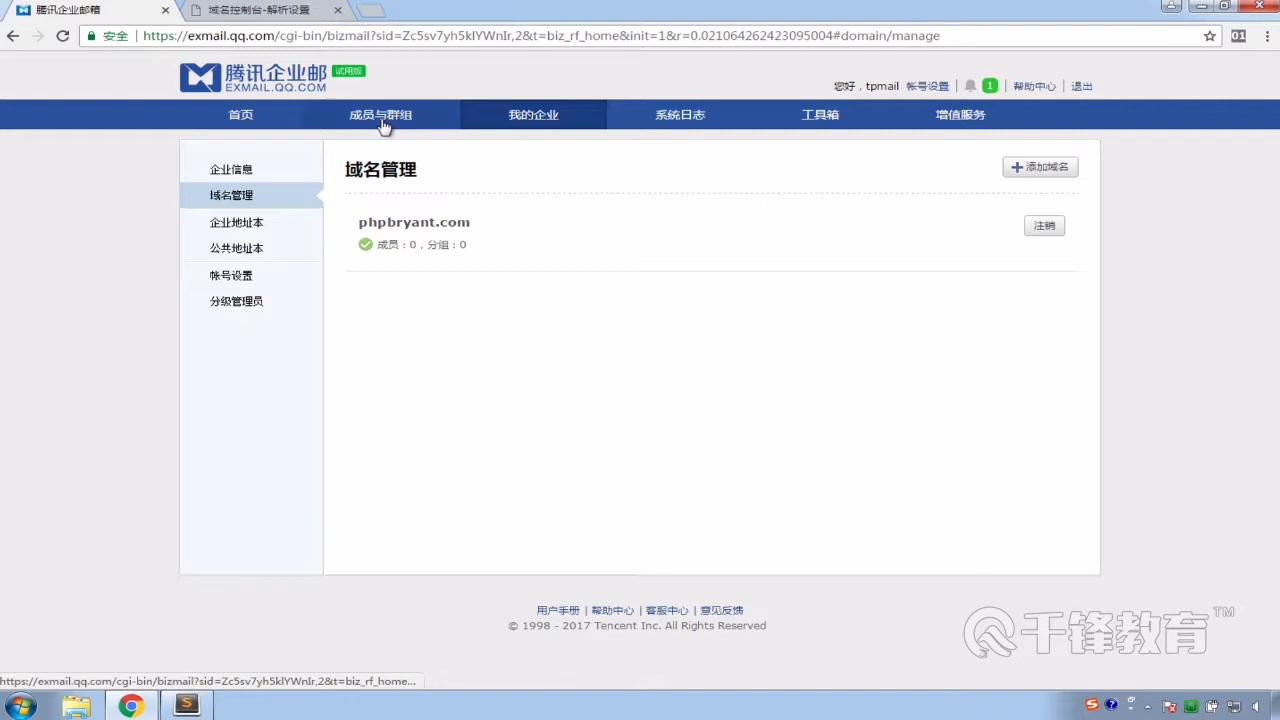 腾讯企业邮箱
域名控制台-解析设置
安全
https://exmail.qq.com/cgi-bin/bizmail?sid=Zc5sv7yh5klYWNIr,2&t=biz_rf_home&init=1&r=0.021064262423095004#domain/manage
01
腾讯企业邮
试用版
EXMAIL.QQ.COM
您好，tpmail 帐号设置 | 1 | 帮助中心 | 退出
首页 成员与群组 我的企业 系统日志 工具箱 增值服务
企业信息
域名管理
企业地址本
公共地址本
帐号设置
分级管理员
域名管理
添加域名
phpbryant.com
注销
成员：0，分组：0
用户手册 | 帮助中心 | 客服中心 | 意见反馈
© 1998 - 2017 Tencent Inc. All Rights Reserved
千锋教育TM
https://exmail.qq.com/cgi-bin/bizmail?sid=Zc5sv7yh5klYWNIr,2&t=biz_rf_home...